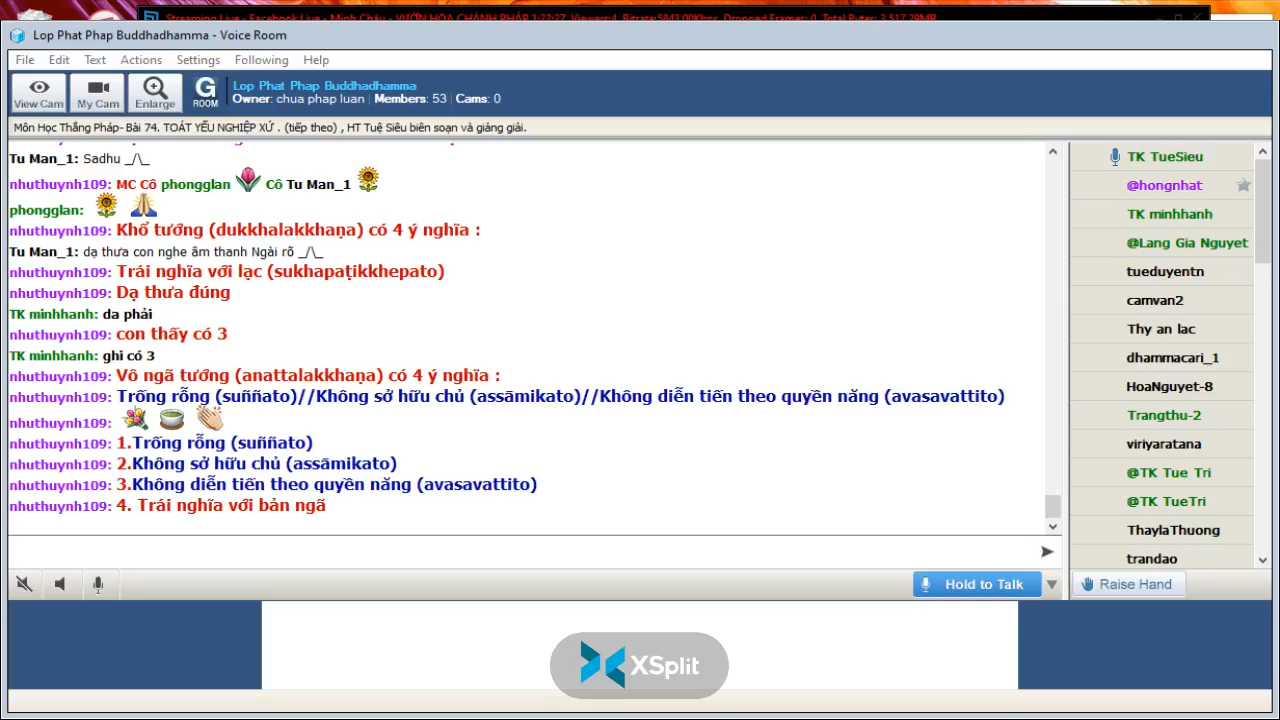 Streaming Live - Facebook Live - Minh Châu - VƯỜN HOA CHÁNH PHÁP 1:22:27, Viewers:4, Bitrate:5843.00Kbps, Dropped Frames: 0, Total Bytes: 3,517.29MB
Lop Phat Phap Buddhadhamma - Voice Room
File Edit Text Actions Settings Following Help
View Cam My Cam Enlarge G ROOM
Lop Phat Phap Buddhadhamma
Owner: chua phap luan | Members: 53 | Cams: 0
Môn Học Thắng Pháp- Bài 74. TOÁT YẾU NGHIỆP XỨ . (tiếp theo) , HT Tuệ Siêu biên soạn và giảng giải.
Tu Man_1: Sadhu _/\_
nhuthuynh109: MC Cô phongglan Cô Tu Man_1
phongglan:
nhuthuynh109: Khổ tướng (dukkhalakkhaṇa) có 4 ý nghĩa :
Tu Man_1: dạ thưa con nghe âm thanh Ngài rõ _/\_
nhuthuynh109: Trái nghĩa với lạc (sukhapaṭikkhepato)
nhuthuynh109: Dạ thưa đúng
TK minhhanh: da phải
nhuthuynh109: con thấy có 3
TK minhhanh: ghi có 3
nhuthuynh109: Vô ngã tướng (anattalakkhaṇa) có 4 ý nghĩa :
nhuthuynh109: Trống rỗng (suññato)//Không sở hữu chủ (assāmikato)//Không diễn tiến theo quyền năng (avasavattito)
nhuthuynh109:
nhuthuynh109: 1.Trống rỗng (suññato)
nhuthuynh109: 2.Không sở hữu chủ (assāmikato)
nhuthuynh109: 3.Không diễn tiến theo quyền năng (avasavattito)
nhuthuynh109: 4. Trái nghĩa với bản ngã
TK TueSieu
@hongnhat
TK minhhanh
@Lang Gia Nguyet
tueduyentn
camvan2
Thy an lac
dhammacari_1
HoaNguyet-8
Trangthu-2
viriyaratana
@TK Tue Tri
@TK TueTri
ThaylaThuong
trandao
Hold to Talk
Raise Hand
XSplit